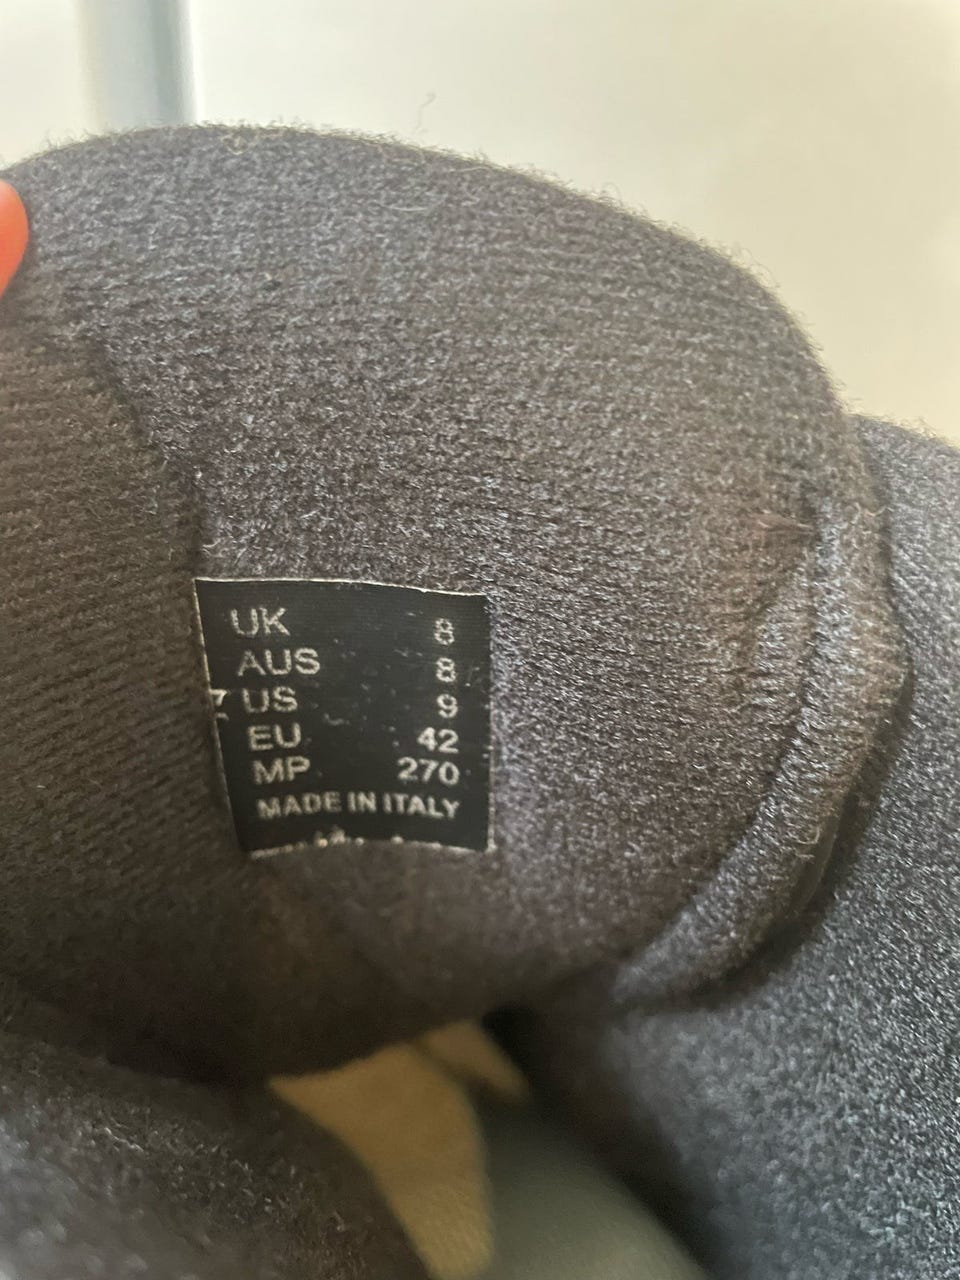 UK 8
AUS 8
US 9
EU 42
MP 270
MADE IN ITALY